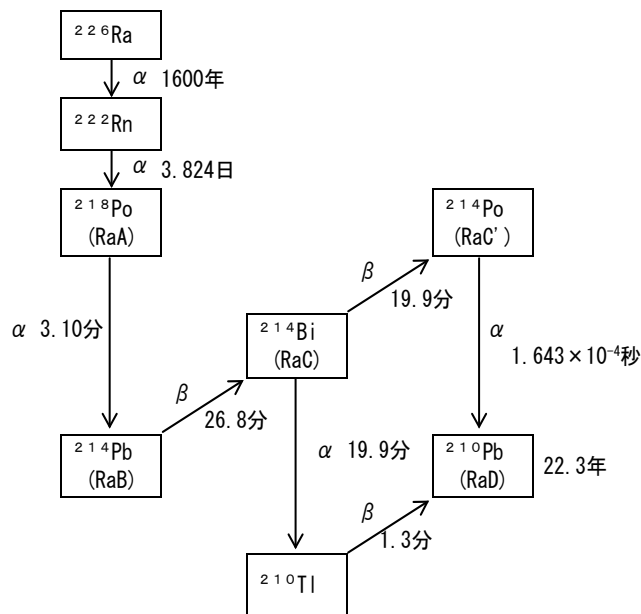 ²²⁶Ra
α 1600年
²²²Rn
α 3.824日
²¹⁸Po
(RaA)
²¹⁴Po
(RaC')
β
19.9分
α 3.10分
²¹⁴Bi
(RaC)
α
1.643×10⁻⁴秒
β
26.8分
²¹⁴Pb
(RaB)
α 19.9分
²¹⁰Pb
(RaD)
22.3年
β
1.3分
²¹⁰Tl